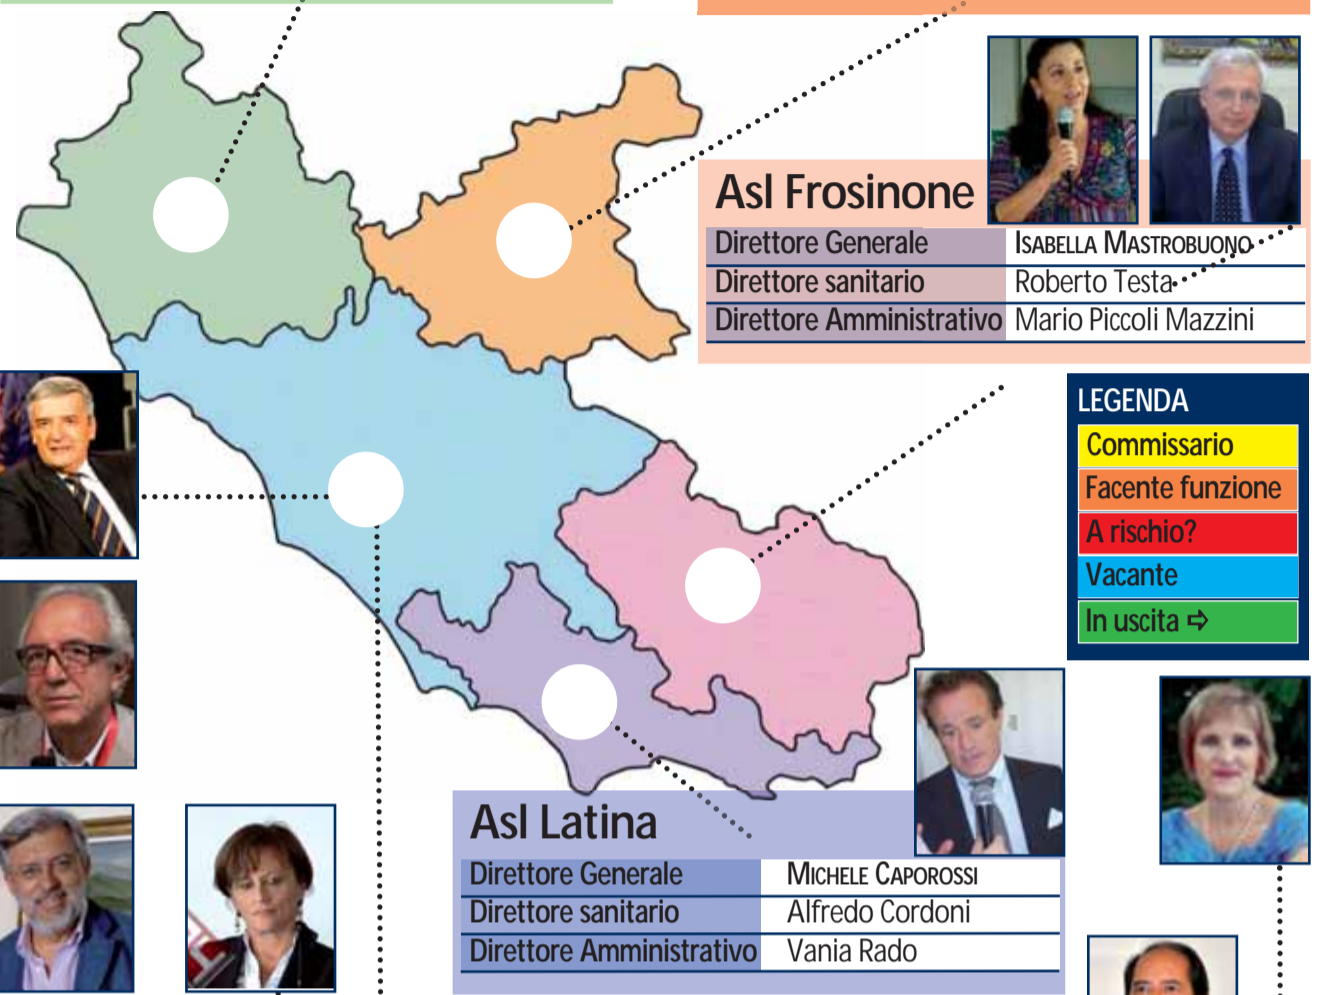 Asl Frosinone
Direttore Generale ISABELLA MASTROBUONO
Direttore sanitario Roberto Testa
Direttore Amministrativo Mario Piccoli Mazzini
LEGENDA
Commissario
Facente funzione
A rischio?
Vacante
In uscita ⇨
Asl Latina
Direttore Generale MICHELE CAPOROSSI
Direttore sanitario Alfredo Cordoni
Direttore Amministrativo Vania Rado